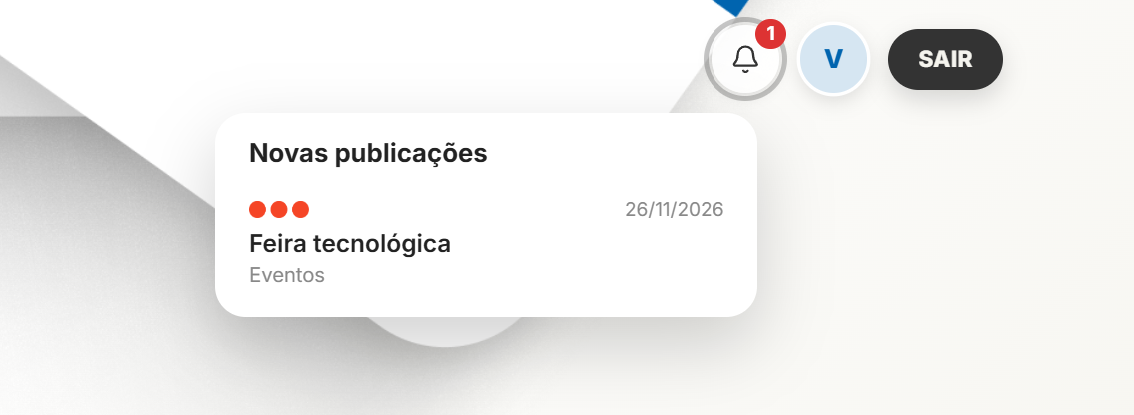 1
V
SAIR
Novas publicações
26/11/2026
Feira tecnológica
Eventos